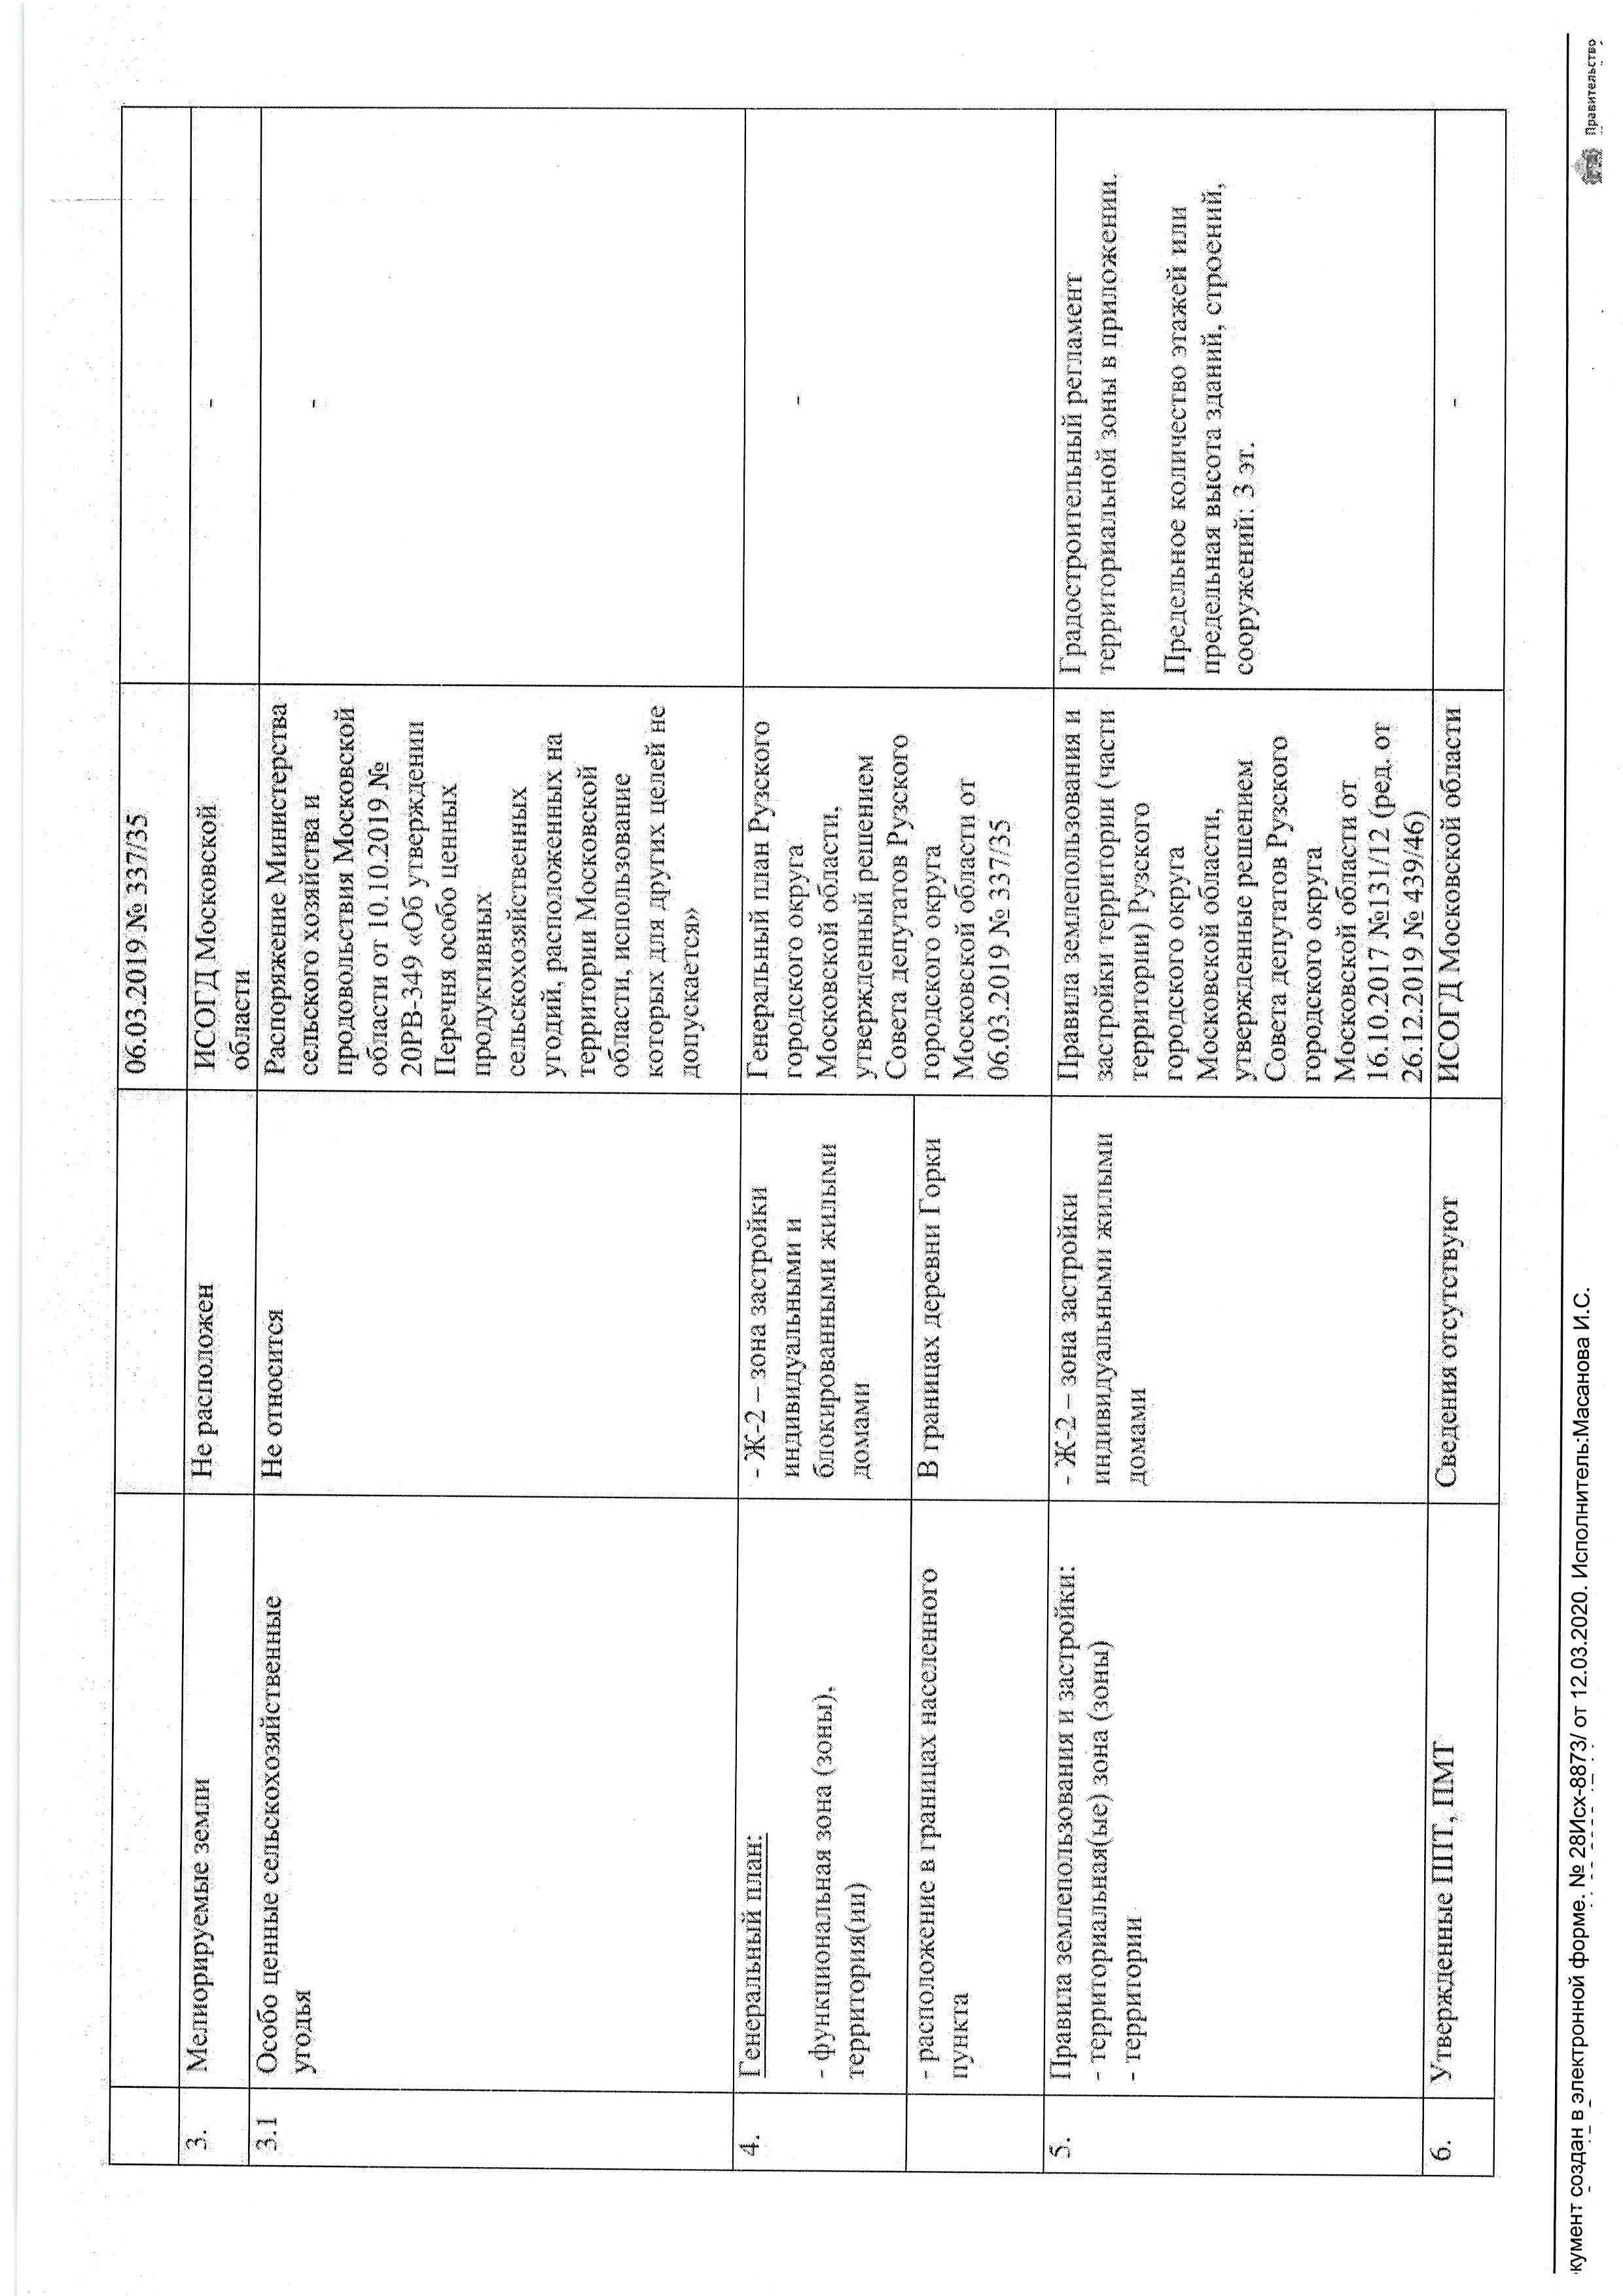 06.03.2019 № 337/35
3.
Мелиорируемые земли
Не расположен
ИСОГД Московской
области
-
3.1
Особо ценные сельскохозяйственные
угодья
Не относится
Распоряжение Министерства
сельского хозяйства и
продовольствия Московской
области от 10.10.2019 №
20РВ-349 «Об утверждении
Перечня особо ценных
продуктивных
сельскохозяйственных
угодий, расположенных на
территории Московской
области, использование
которых для других целей не
допускается»
-
4.
Генеральный план:
- функциональная зона (зоны),
территория(ии)
- Ж-2 – зона застройки
индивидуальными и
блокированными жилыми
домами
Генеральный план Рузского
городского округа
Московской области,
утвержденный решением
Совета депутатов Рузского
городского округа
Московской области от
06.03.2019 № 337/35
-
- расположение в границах населенного
пункта
В границах деревни Горки
5.
Правила землепользования и застройки:
- территориальная(ые) зона (зоны)
- территории
- Ж-2 – зона застройки
индивидуальными жилыми
домами
Правила землепользования и
застройки территории (части
территории) Рузского
городского округа
Московской области,
утвержденные решением
Совета депутатов Рузского
городского округа
Московской области от
16.10.2017 №131/12 (ред. от
26.12.2019 № 439/46)
Градостроительный регламент
территориальной зоны в приложении.
Предельное количество этажей или
предельная высота зданий, строений,
сооружений: 3 эт.
6.
Утвержденные ППТ, ПМТ
Сведения отсутствуют
ИСОГД Московской области
-
кумент создан в электронной форме. № 28Исх-8873/ от 12.03.2020. Исполнитель:Масанова И.С.
Правительство